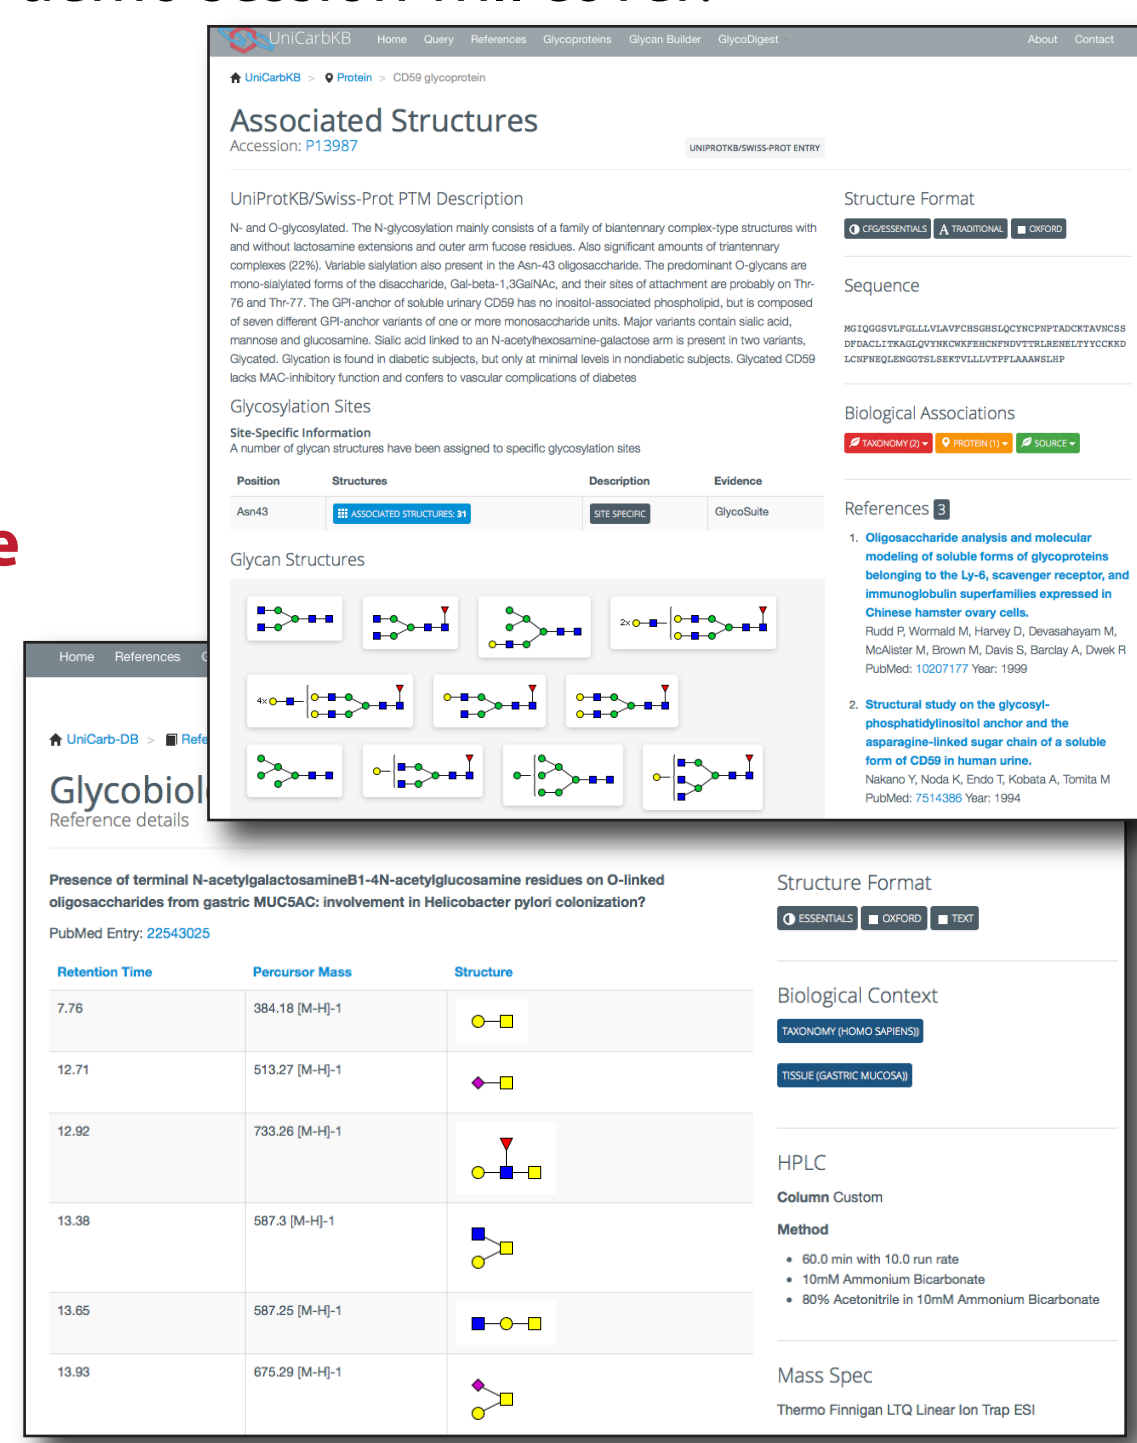 demo session will cover:
UniCarbKB Home Query References Glycoproteins Glycan Builder GlycoDigest About Contact
UniCarbKB > Protein > CD59 glycoprotein
Associated Structures
Accession: P13987
UNIPROTKB/SWISS-PROT ENTRY
UniProtKB/Swiss-Prot PTM Description
N- and O-glycosylated. The N-glycosylation mainly consists of a family of biantennary complex-type structures with
and without lactosamine extensions and outer arm fucose residues. Also significant amounts of triantennary
complexes (22%). Variable sialylation also present in the Asn-43 oligosaccharide. The predominant O-glycans are
mono-sialylated forms of the disaccharide, Gal-beta-1,3GalNAc, and their sites of attachment are probably on Thr-
76 and Thr-77. The GPI-anchor of soluble urinary CD59 has no inositol-associated phospholipid, but is composed
of seven different GPI-anchor variants of one or more monosaccharide units. Major variants contain sialic acid,
mannose and glucosamine. Sialic acid linked to an N-acetylhexosamine-galactose arm is present in two variants,
Glycated. Glycation is found in diabetic subjects, but only at minimal levels in nondiabetic subjects. Glycated CD59
lacks MAC-inhibitory function and confers to vascular complications of diabetes
Glycosylation Sites
Site-Specific Information
A number of glycan structures have been assigned to specific glycosylation sites
Position Structures Description Evidence
Asn43 ASSOCIATED STRUCTURES: 31 SITE SPECIFIC GlycoSuite
Glycan Structures
2x
4x
Structure Format
CFG/ESSENTIALS A TRADITIONAL OXFORD
Sequence
MGIQGGSVLFGLLLVLAVFCHSGHSLQCYNCPNPTADCKTAVNCSS
DFDACLITKAGLQVYNKCWKFEHCNFNDVTTRLRENELTYYCCKKD
LCNFNEQLENGGTSLSEKTVLLLVTPFLAAAWSLHP
Biological Associations
TAXONOMY (2) PROTEIN (1) SOURCE
References 3
1. Oligosaccharide analysis and molecular
modeling of soluble forms of glycoproteins
belonging to the Ly-6, scavenger receptor, and
immunoglobulin superfamilies expressed in
Chinese hamster ovary cells.
Rudd P, Wormald M, Harvey D, Devasahayam M,
McAlister M, Brown M, Davis S, Barclay A, Dwek R
PubMed: 10207177 Year: 1999
2. Structural study on the glycosyl-
phosphatidylinositol anchor and the
asparagine-linked sugar chain of a soluble
form of CD59 in human urine.
Nakano Y, Noda K, Endo T, Kobata A, Tomita M
PubMed: 7514386 Year: 1994
e
Home References G
UniCarb-DB > Refe
Glycobiol
Reference details
Presence of terminal N-acetylgalactosamineB1-4N-acetylglucosamine residues on O-linked
oligosaccharides from gastric MUC5AC: involvement in Helicobacter pylori colonization?
PubMed Entry: 22543025
Retention Time Percursor Mass Structure
7.76 384.18 [M-H]-1
12.71 513.27 [M-H]-1
12.92 733.26 [M-H]-1
13.38 587.3 [M-H]-1
13.65 587.25 [M-H]-1
13.93 675.29 [M-H]-1
Structure Format
ESSENTIALS OXFORD TEXT
Biological Context
TAXONOMY (HOMO SAPIENS))
TISSUE (GASTRIC MUCOSA))
HPLC
Column Custom
Method
• 60.0 min with 10.0 run rate
• 10mM Ammonium Bicarbonate
• 80% Acetonitrile in 10mM Ammonium Bicarbonate
Mass Spec
Thermo Finnigan LTQ Linear Ion Trap ESI